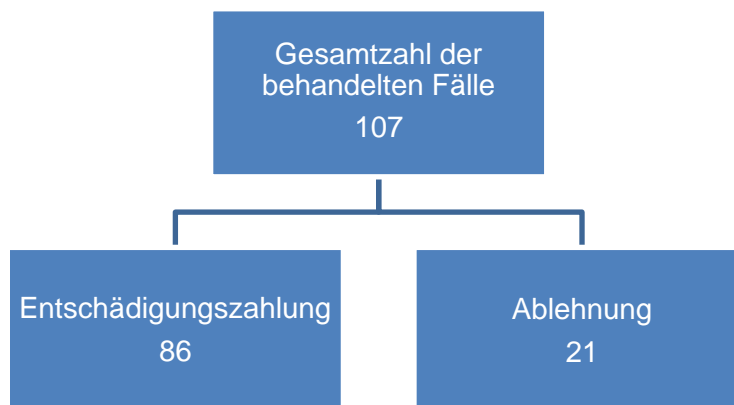 Gesamtzahl der
behandelten Fälle
107
Entschädigungszahlung
86
Ablehnung
21